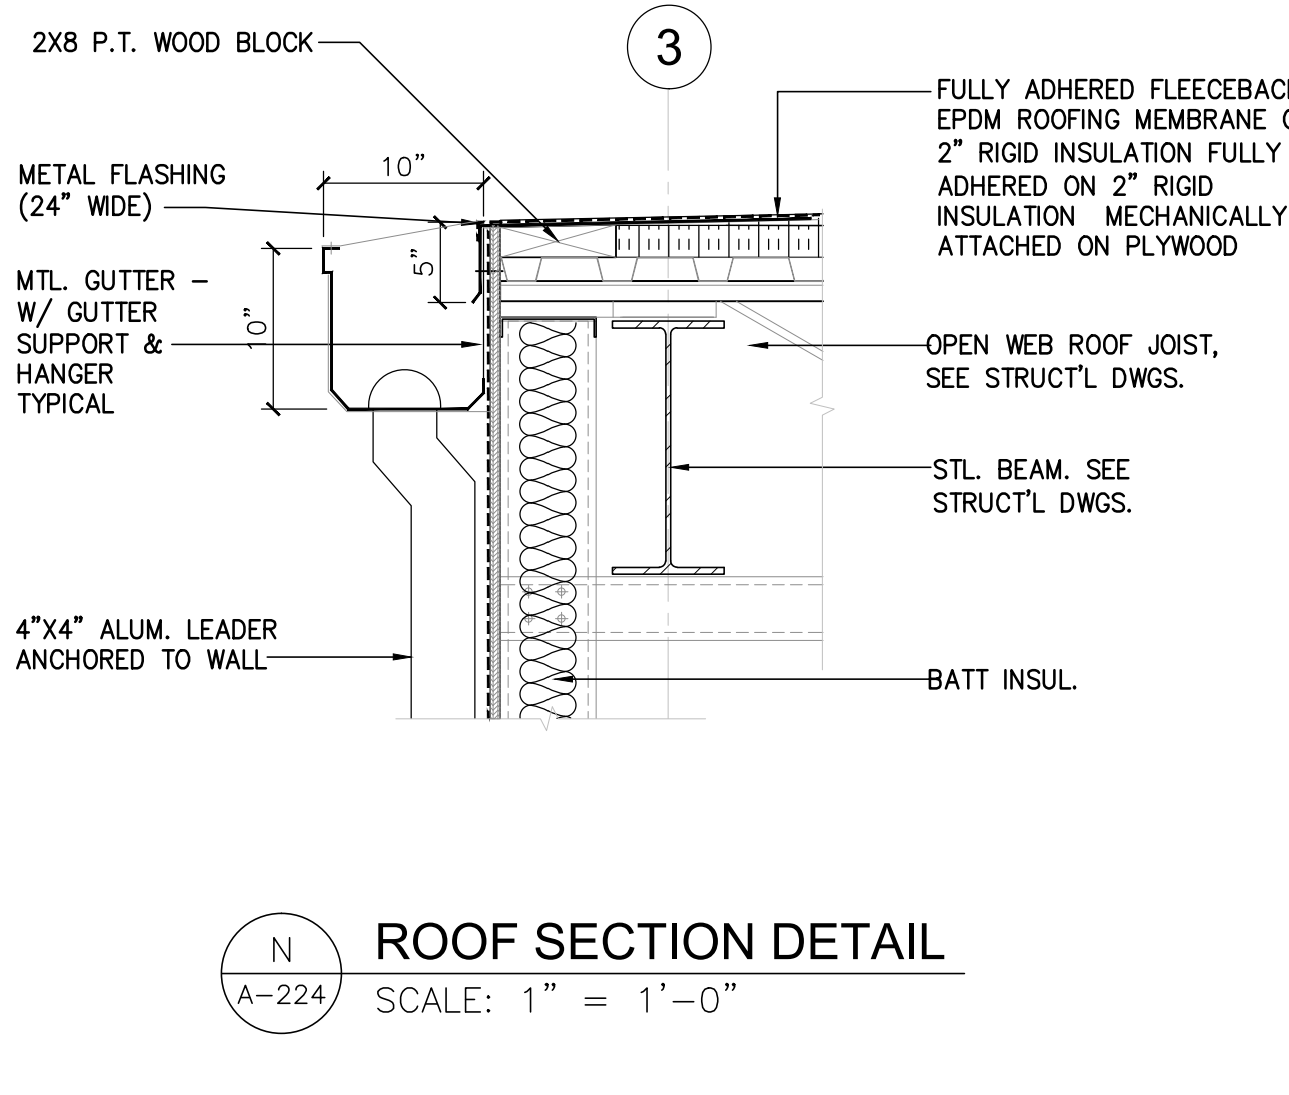 2X8 P.T. WOOD BLOCK
3
FULLY ADHERED FLEECEBACK
EPDM ROOFING MEMBRANE
2" RIGID INSULATION FULLY
ADHERED ON 2" RIGID
INSULATION MECHANICALLY
ATTACHED ON PLYWOOD
10"
METAL FLASHING
(24" WIDE)
5"
MTL. GUTTER –
W/ GUTTER
SUPPORT &
HANGER
TYPICAL
10"
OPEN WEB ROOF JOIST,
SEE STRUCT'L DWGS.
STL. BEAM. SEE
STRUCT'L DWGS.
4"X4" ALUM. LEADER
ANCHORED TO WALL
BATT INSUL.
N
A-224
ROOF SECTION DETAIL
SCALE: 1" = 1'-0"